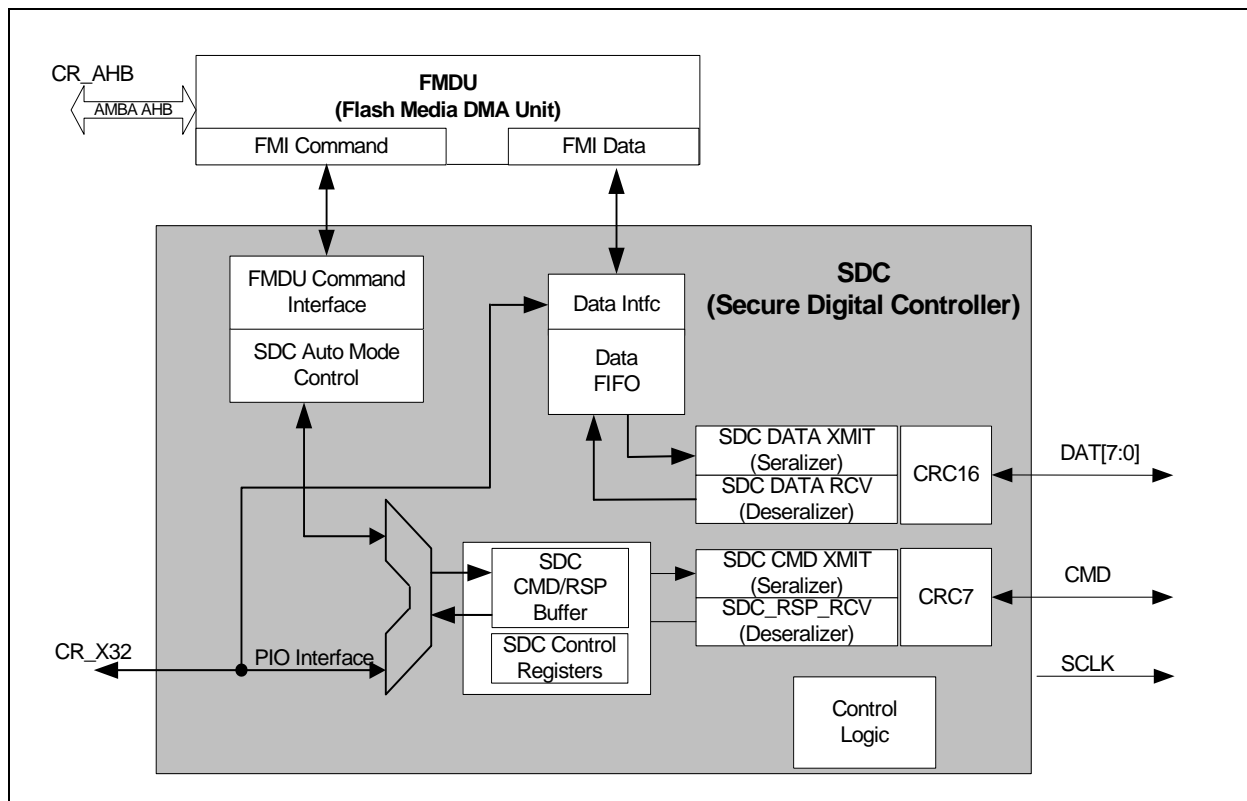 CR_AHB
AMBA AHB
FMDU
(Flash Media DMA Unit)
FMI Command
FMI Data
SDC
(Secure Digital Controller)
FMDU Command
Interface
SDC Auto Mode
Control
Data Intfc
Data
FIFO
SDC DATA XMIT
(Seralizer)
SDC DATA RCV
(Deseralizer)
CRC16
DAT[7:0]
SDC
CMD/RSP
Buffer
SDC Control
Registers
SDC CMD XMIT
(Seralizer)
SDC_RSP_RCV
(Deseralizer)
CRC7
CMD
CR_X32
PIO Interface
SCLK
Control
Logic